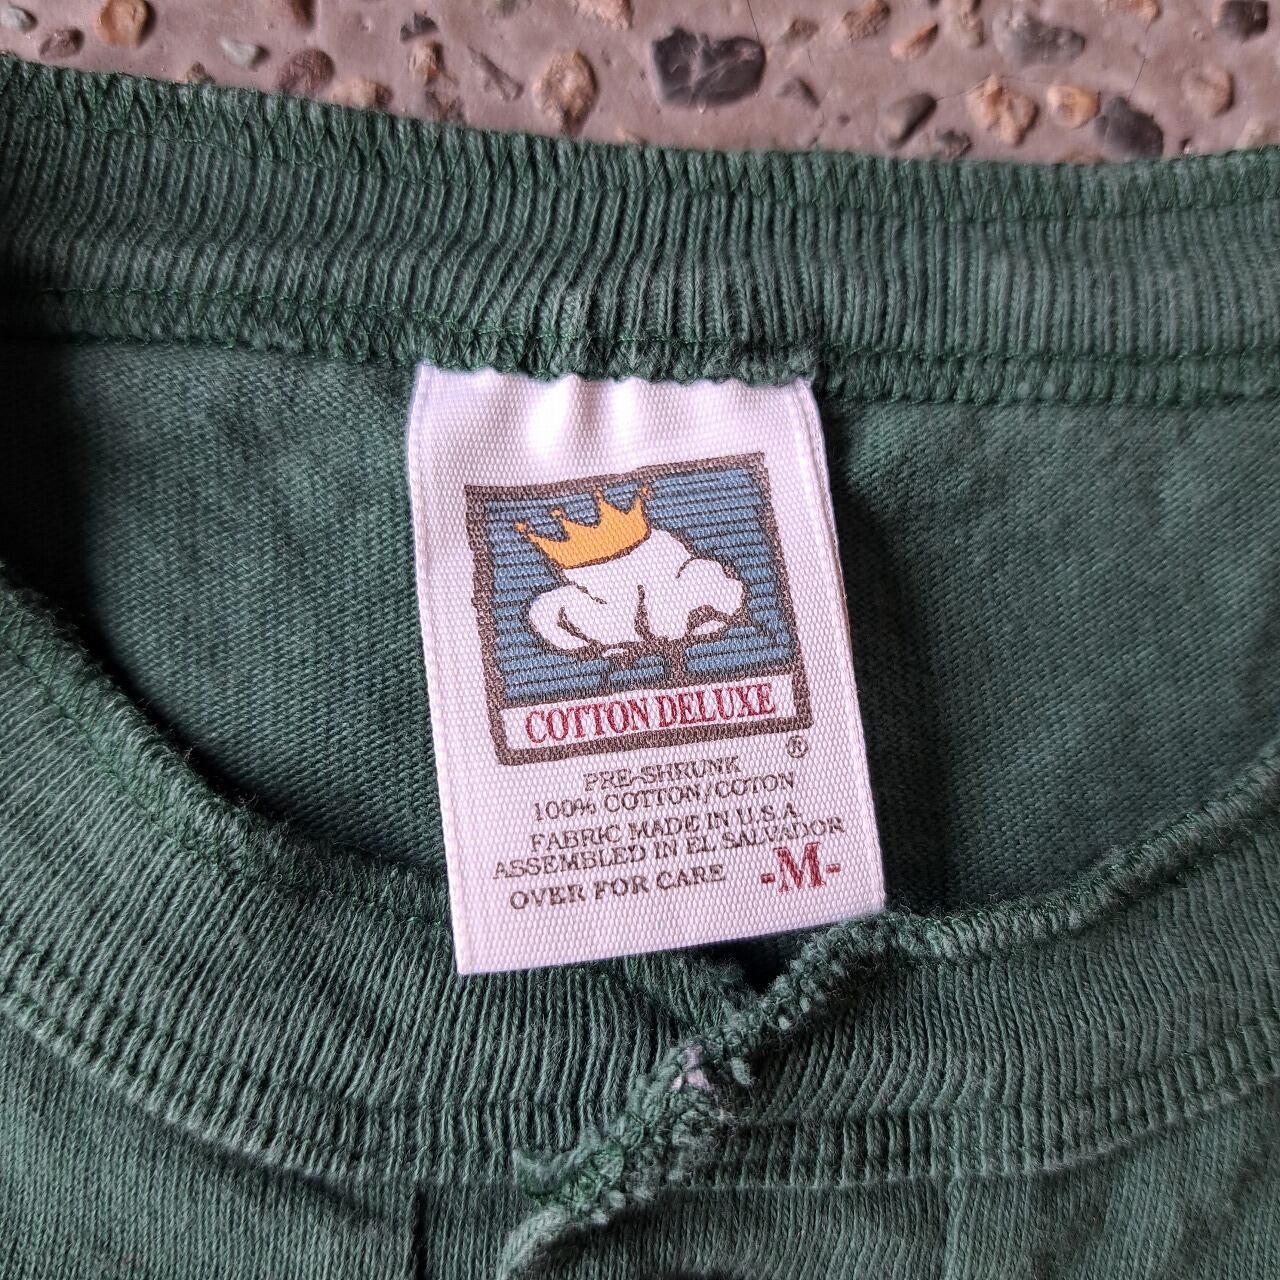 COTTON DELUXE
®
PRE-SHRUNK
100% COTTON/COTON
FABRIC MADE IN U.S.A
ASSEMBLED IN EL SALVADOR
OVER FOR CARE -M-